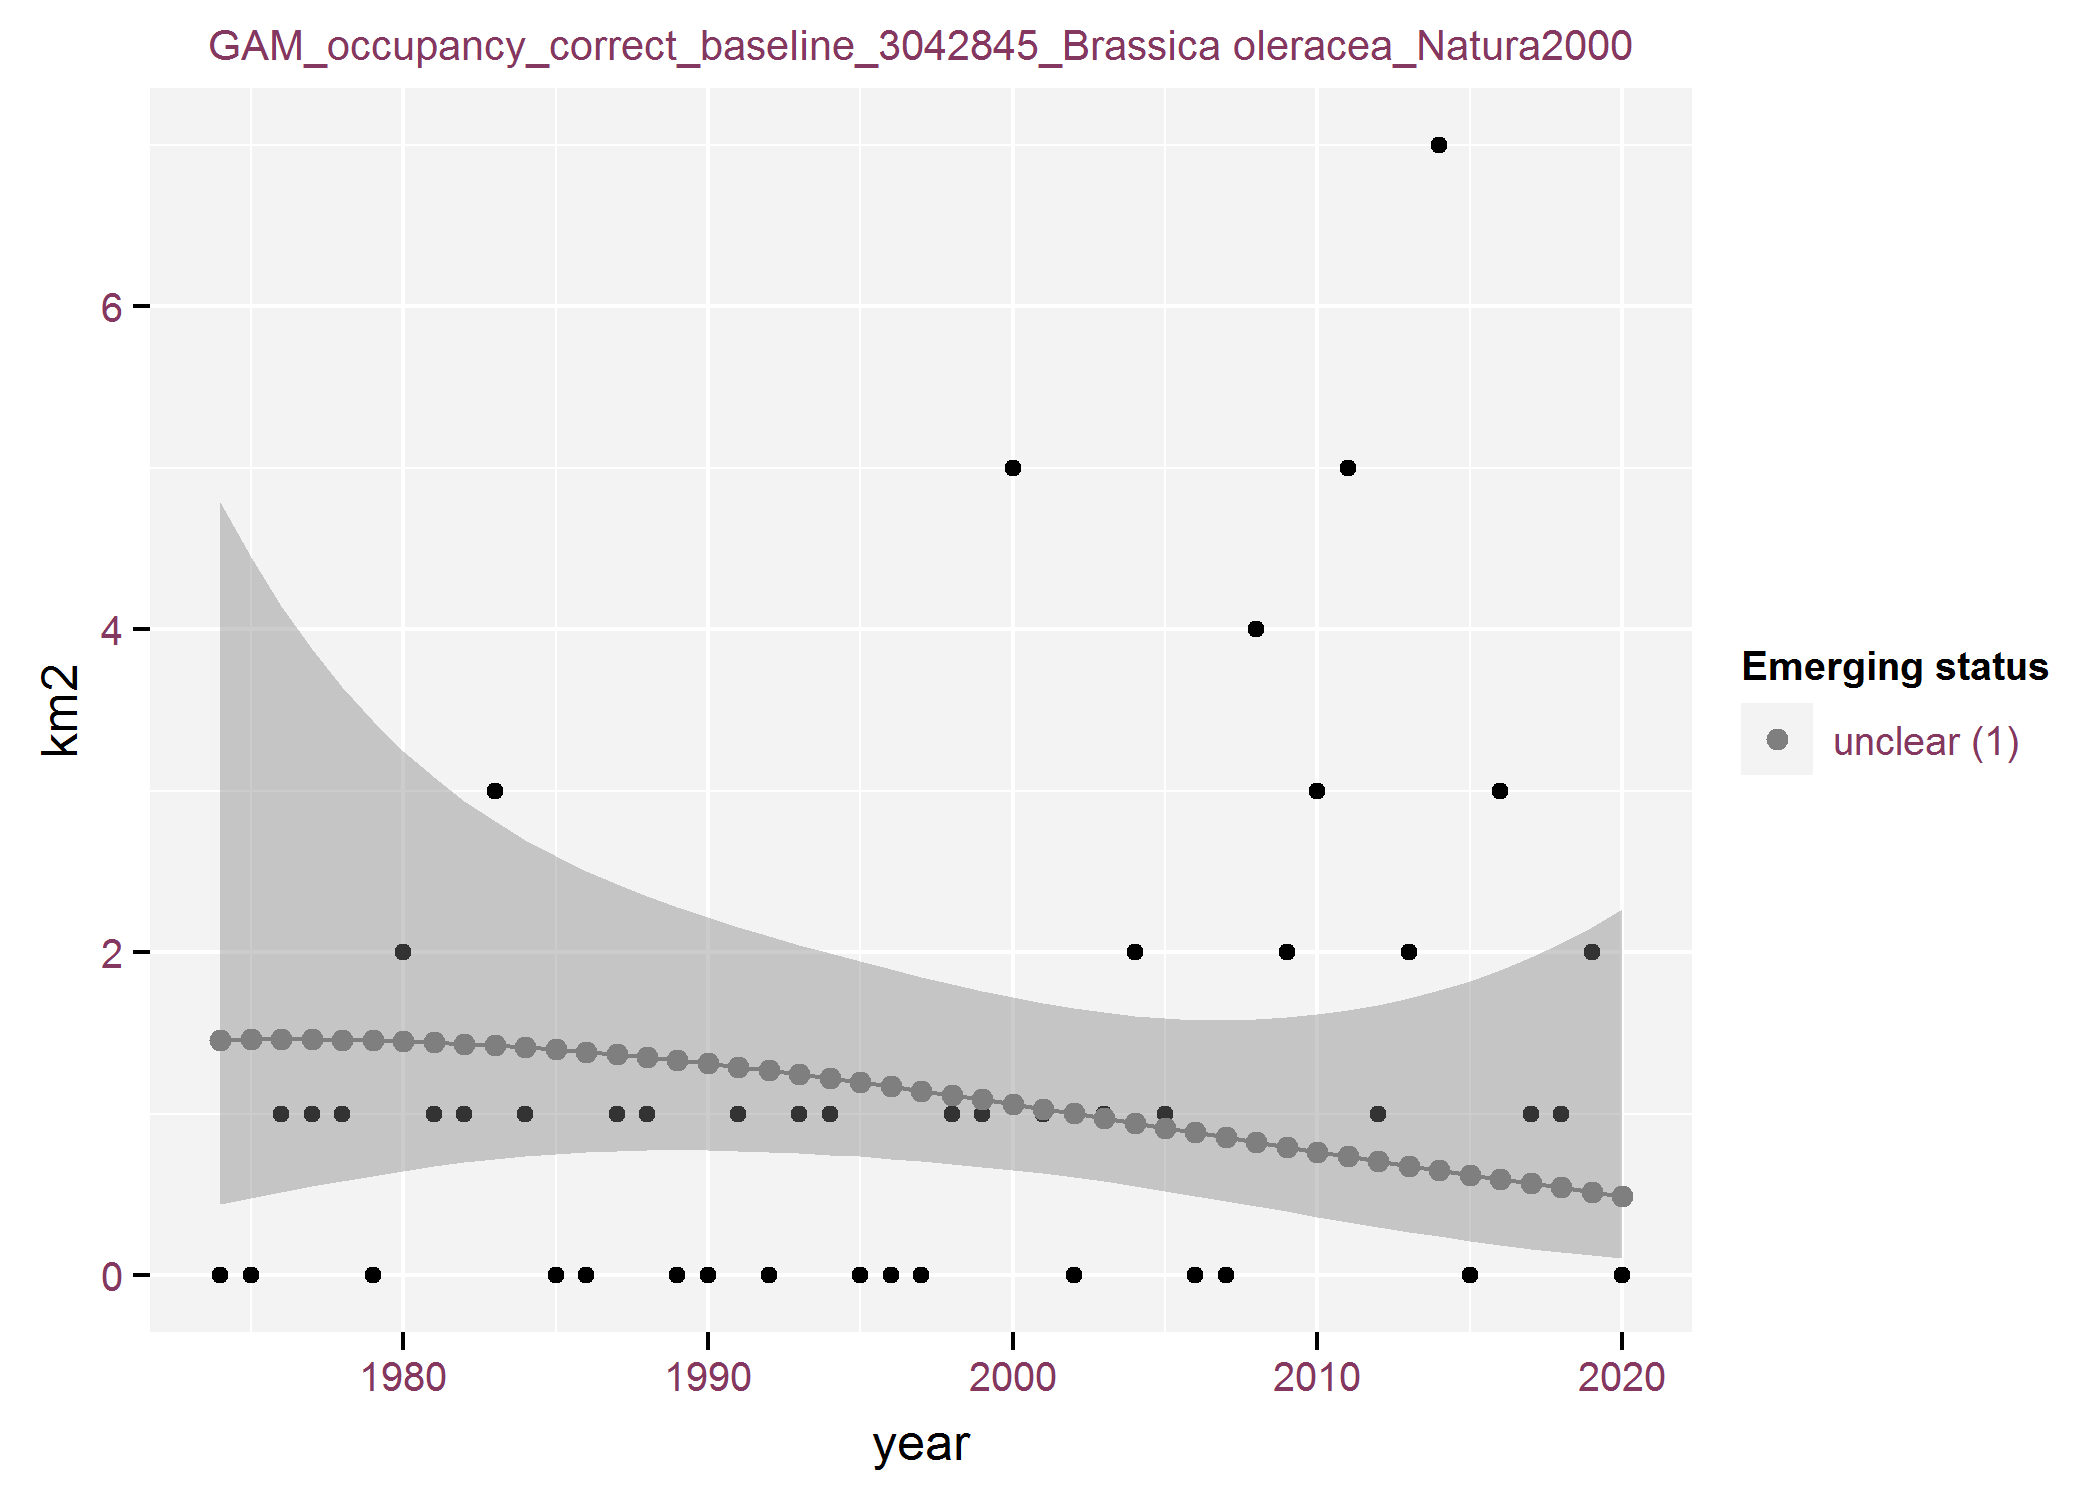 GAM_occupancy_correct_baseline_3042845_Brassica oleracea_Natura2000
6
4
2
0
km2
1980 1990 2000 2010 2020
year
Emerging status
unclear (1)